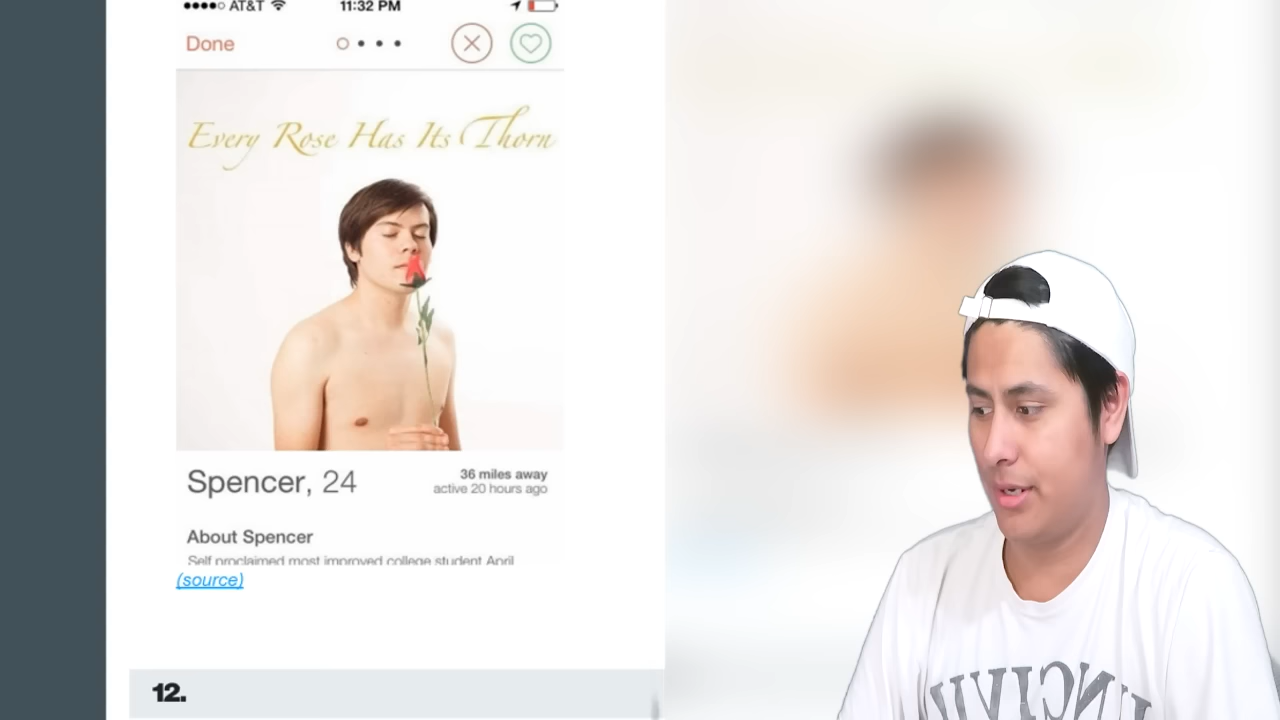 AT&T 11:32 PM
Done
Every Rose Has Its Thorn
Spencer, 24
36 miles away
active 20 hours ago
About Spencer
Self proclaimed most improved college student April
(source)
12.
UNCIVI